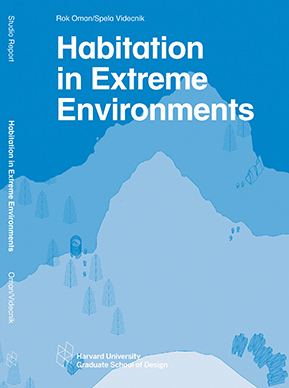 Rok Oman/Spela Videcnik
Habitation
in Extreme
Environments
Harvard University
Graduate School of Design
Studio Report
Habitation in Extreme Environments
Oman/Videcnik